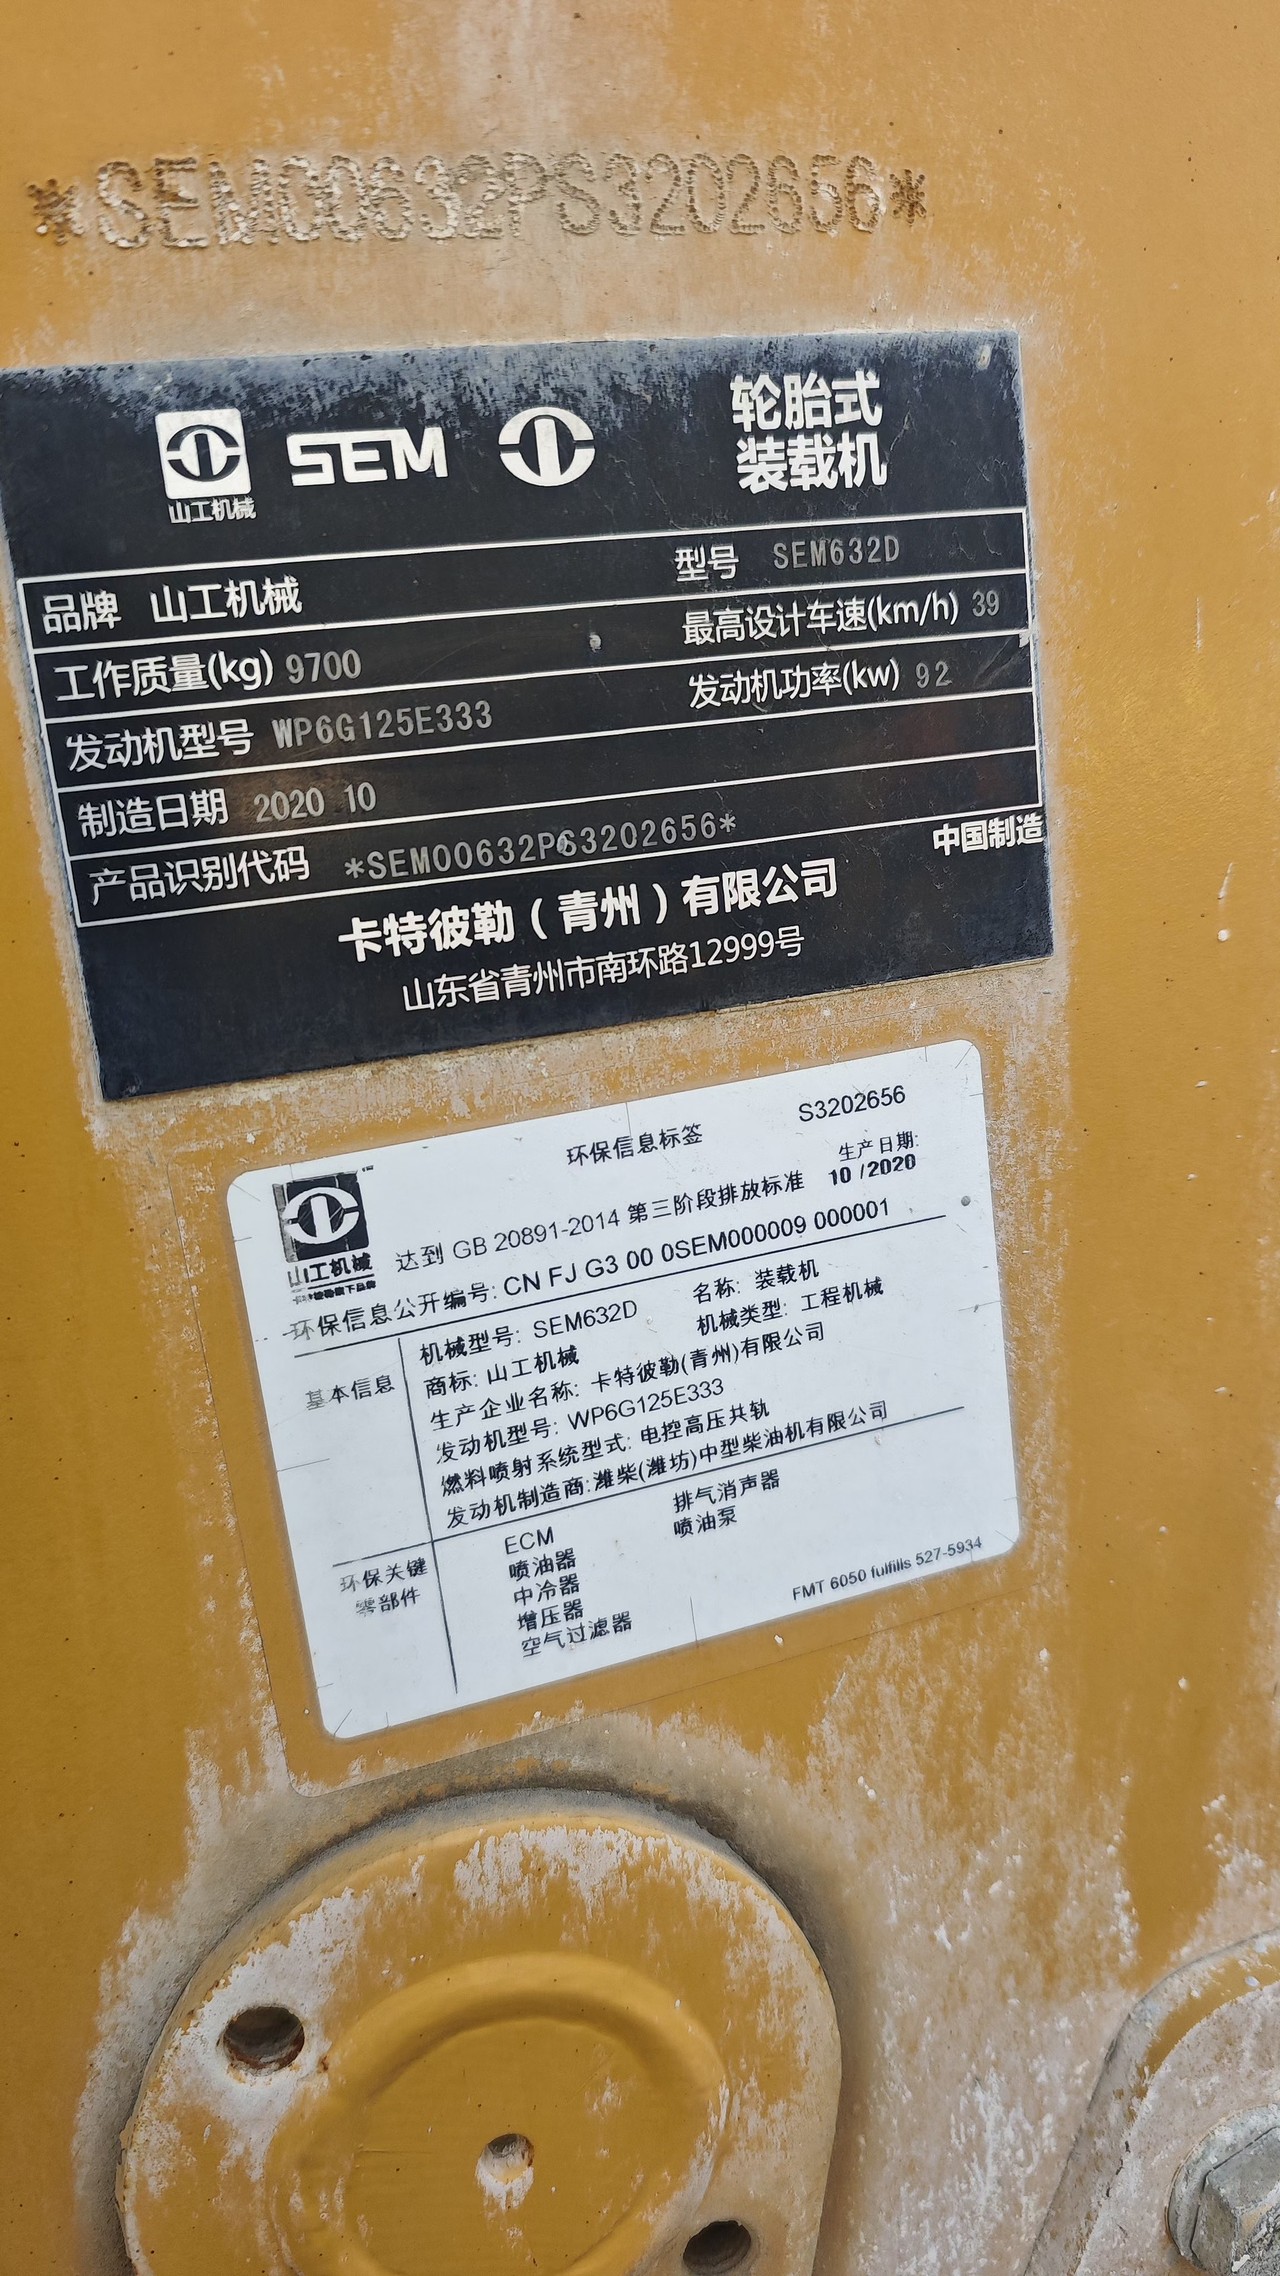 *SEM00632PS3202656*
山工机械
SEM
轮胎式
装载机
品牌 山工机械 型号 SEM632D
工作质量(kg) 9700 最高设计车速(km/h) 39
发动机型号 WP6G125E333 发动机功率(kw) 92
制造日期 2020 10
产品识别代码 *SEM00632PS3202656*
中国制造
卡特彼勒(青州)有限公司
山东省青州市南环路12999号
S3202656
环保信息标签
生产日期:
10 /2020
山工机械
达到 GB 20891-2014 第三阶段排放标准
环保信息公开编号: CN FJ G3 00 0SEM000009 000001
基本信息
机械型号: SEM632D 名称: 装载机
商标: 山工机械 机械类型: 工程机械
生产企业名称: 卡特彼勒(青州)有限公司
发动机型号: WP6G125E333
燃料喷射系统型式: 电控高压共轨
发动机制造商:潍柴(潍坊)中型柴油机有限公司
环保关键
零部件
ECM 排气消声器
喷油器 喷油泵
中冷器
增压器
空气过滤器
FMT 6050 fulfills 527-5934